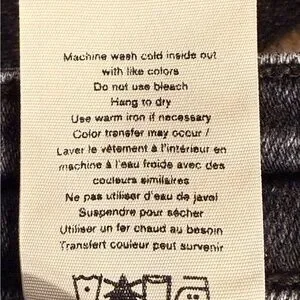 Machine wash cold inside out
with like colors
Do not use bleach
Hang to dry
Use warm iron if necessary
Color transfer may occur /
Laver le vêtement à l'intérieur en
machine à l'eau froide avec des
couleurs similaires
Ne pas utiliser d'eau de javel
Suspendre pour sécher
Utiliser un fer chaud au besoin
Transfert couleur peut survenir